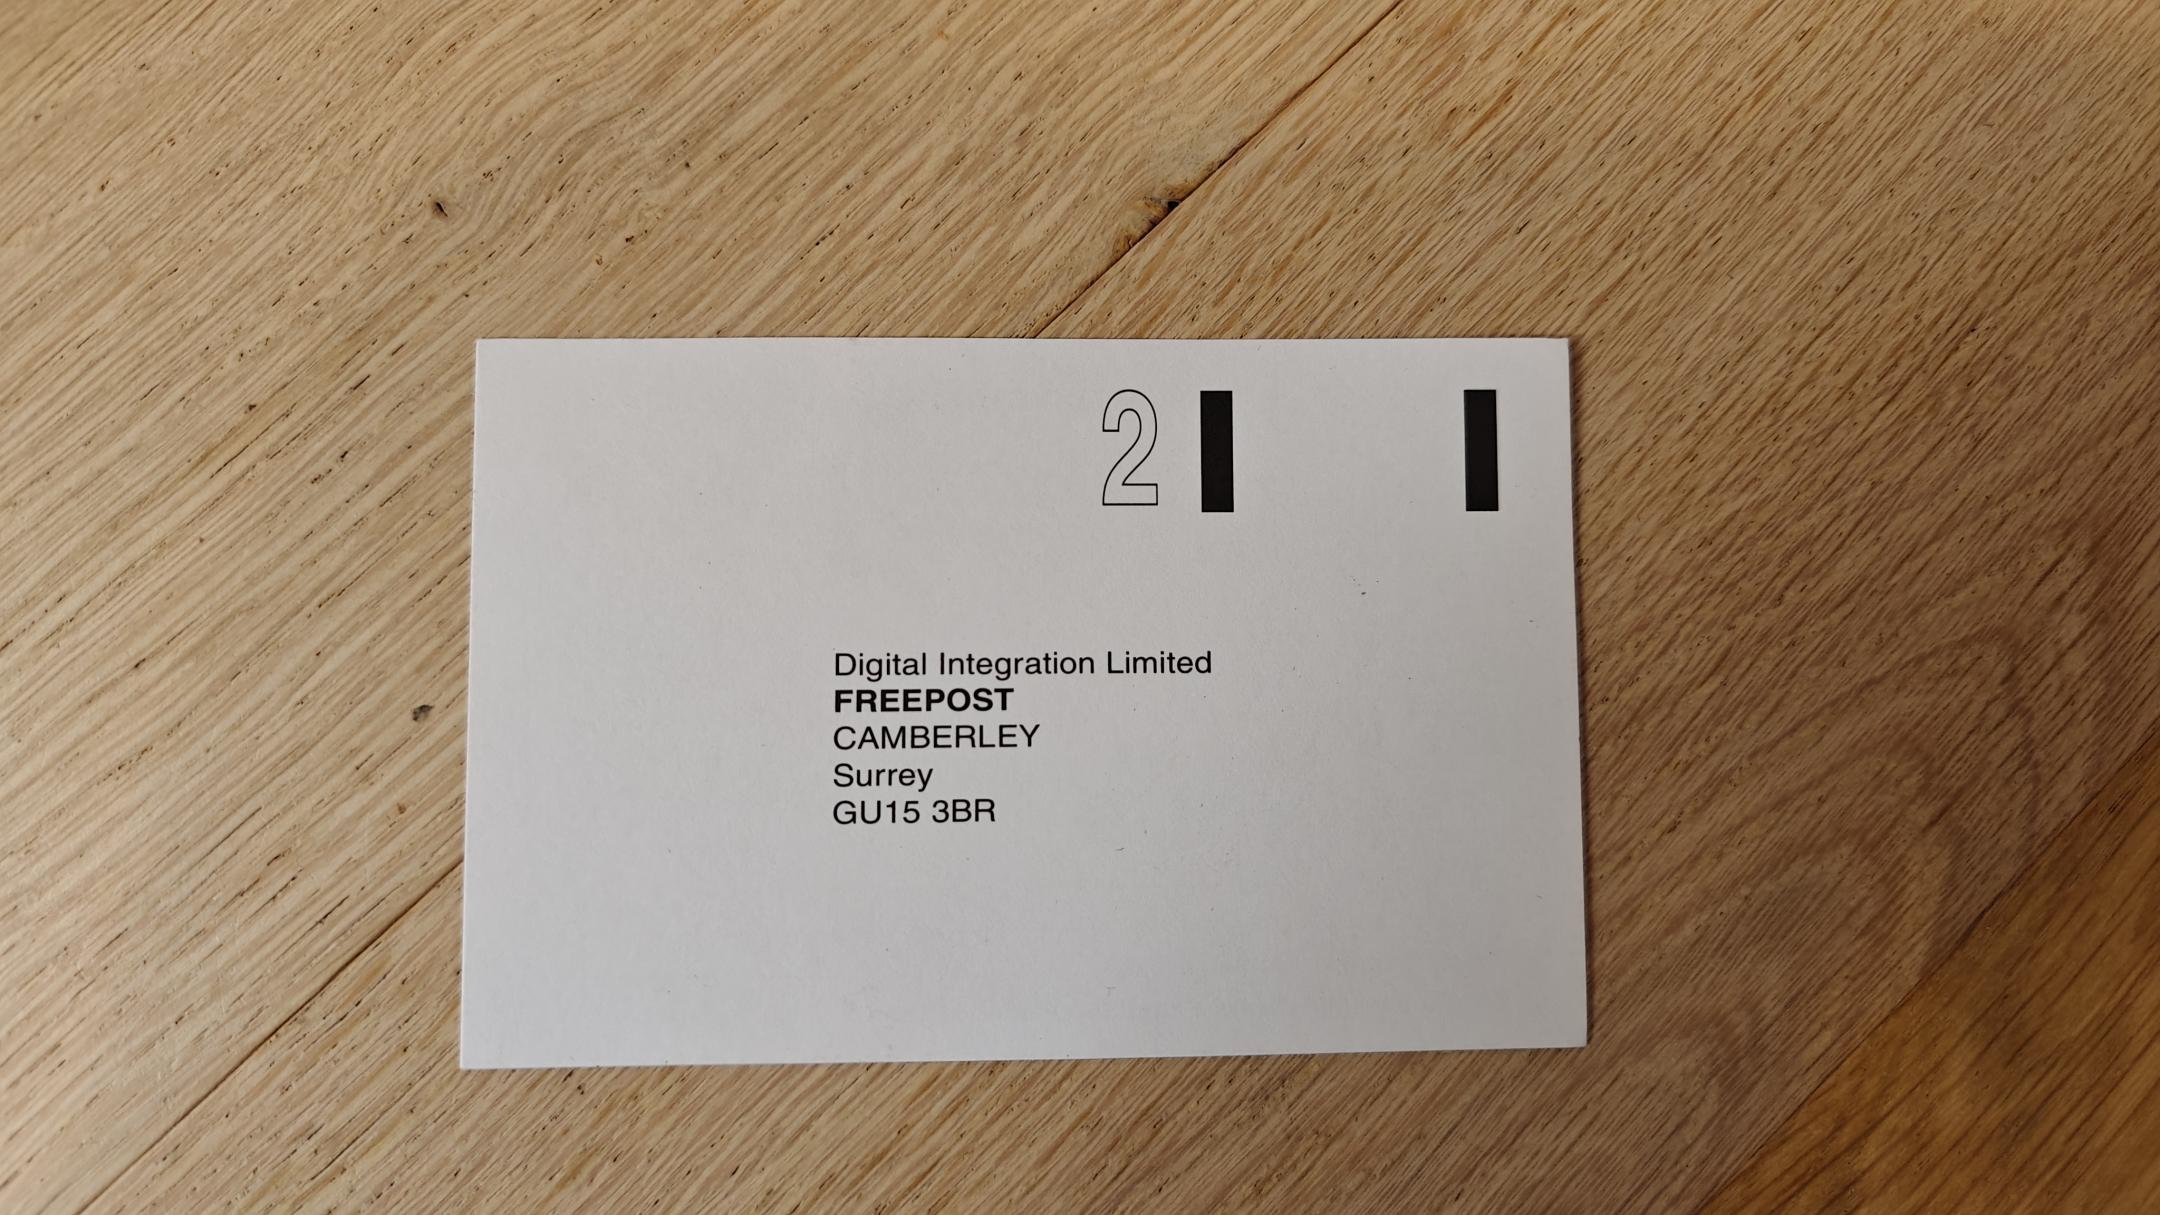 2
Digital Integration Limited
FREEPOST
CAMBERLEY
Surrey
GU15 3BR